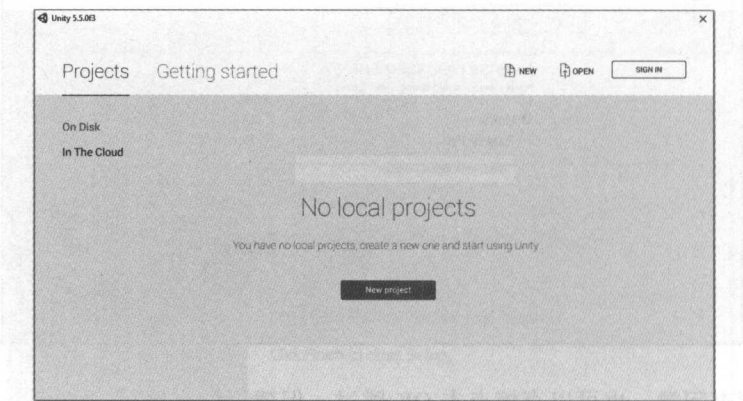 Unity 5.5.0f3
Projects Getting started NEW OPEN SIGN IN
On Disk
In The Cloud
No local projects
You have no local projects, create a new one and start using Unity
New project